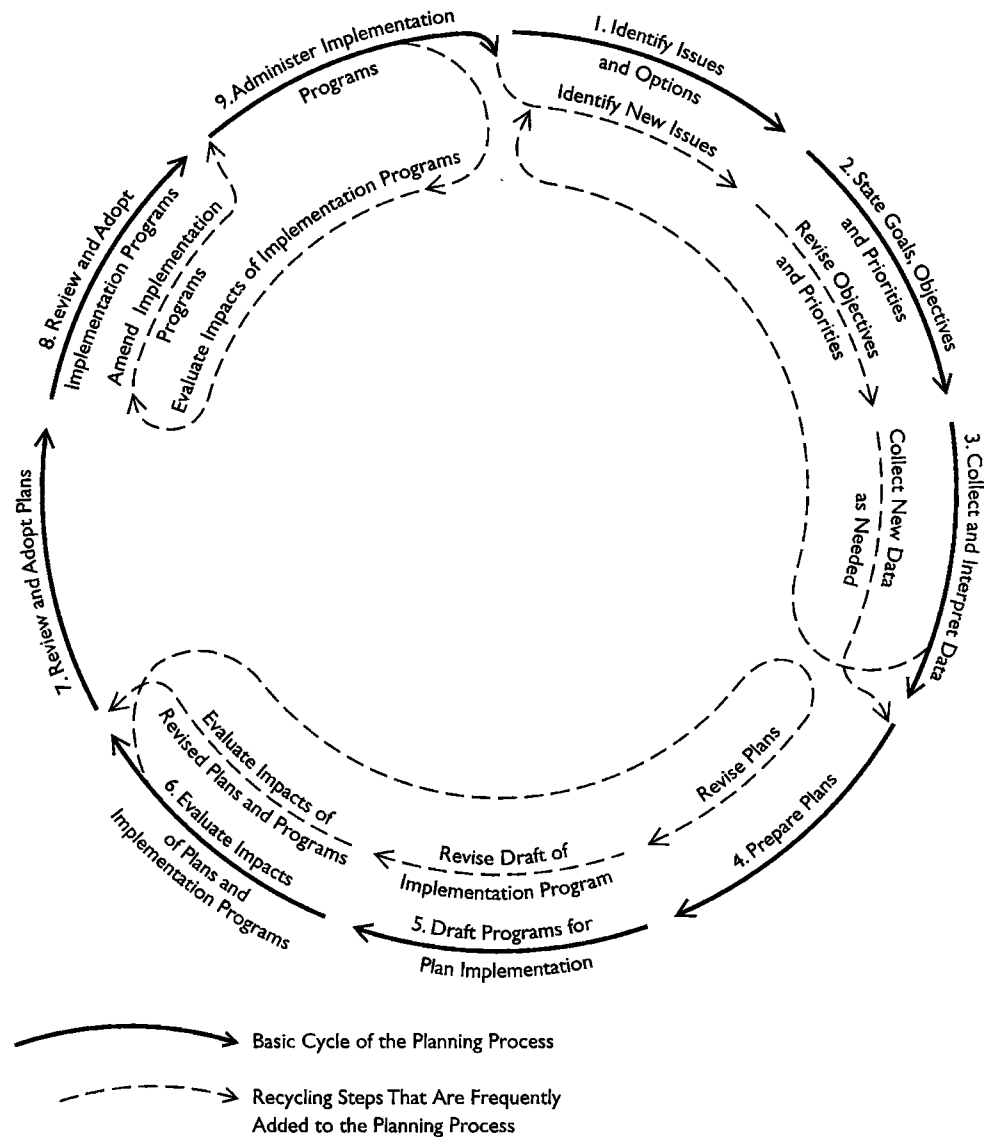 1. Identify Issues
and Options
Identify New Issues
2. State Goals, Objectives
and Priorities
Revise Objectives
and Priorities
3. Collect and Interpret Data
Collect New Data
as Needed
4. Prepare Plans
Revise Plans
5. Draft Programs for
Plan Implementation
Revise Draft of
Implementation Program
6. Evaluate Impacts
of Plans and
Implementation Programs
Evaluate Impacts of
Revised Plans and Programs
7. Review and Adopt Plans
8. Review and Adopt
Implementation Programs
Amend Implementation
Programs
Evaluate Impacts of Implementation Programs
9. Administer Implementation
Programs
Basic Cycle of the Planning Process
Recycling Steps That Are Frequently
Added to the Planning Process